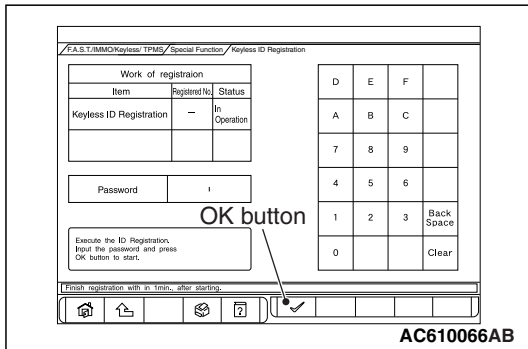 F.A.S.T./IMMO/Keyless/ TPMS Special Function Keyless ID Registration
Work of registraion
Item Registered No. Status
Keyless ID Registration – In Operation
Password
Execute the ID Registration.
Input the password and press
OK button to start.
D E F
A B C
7 8 9
4 5 6
1 2 3 Back Space
0 Clear
OK button
Finish registration with in 1min., after starting.
?
AC610066AB